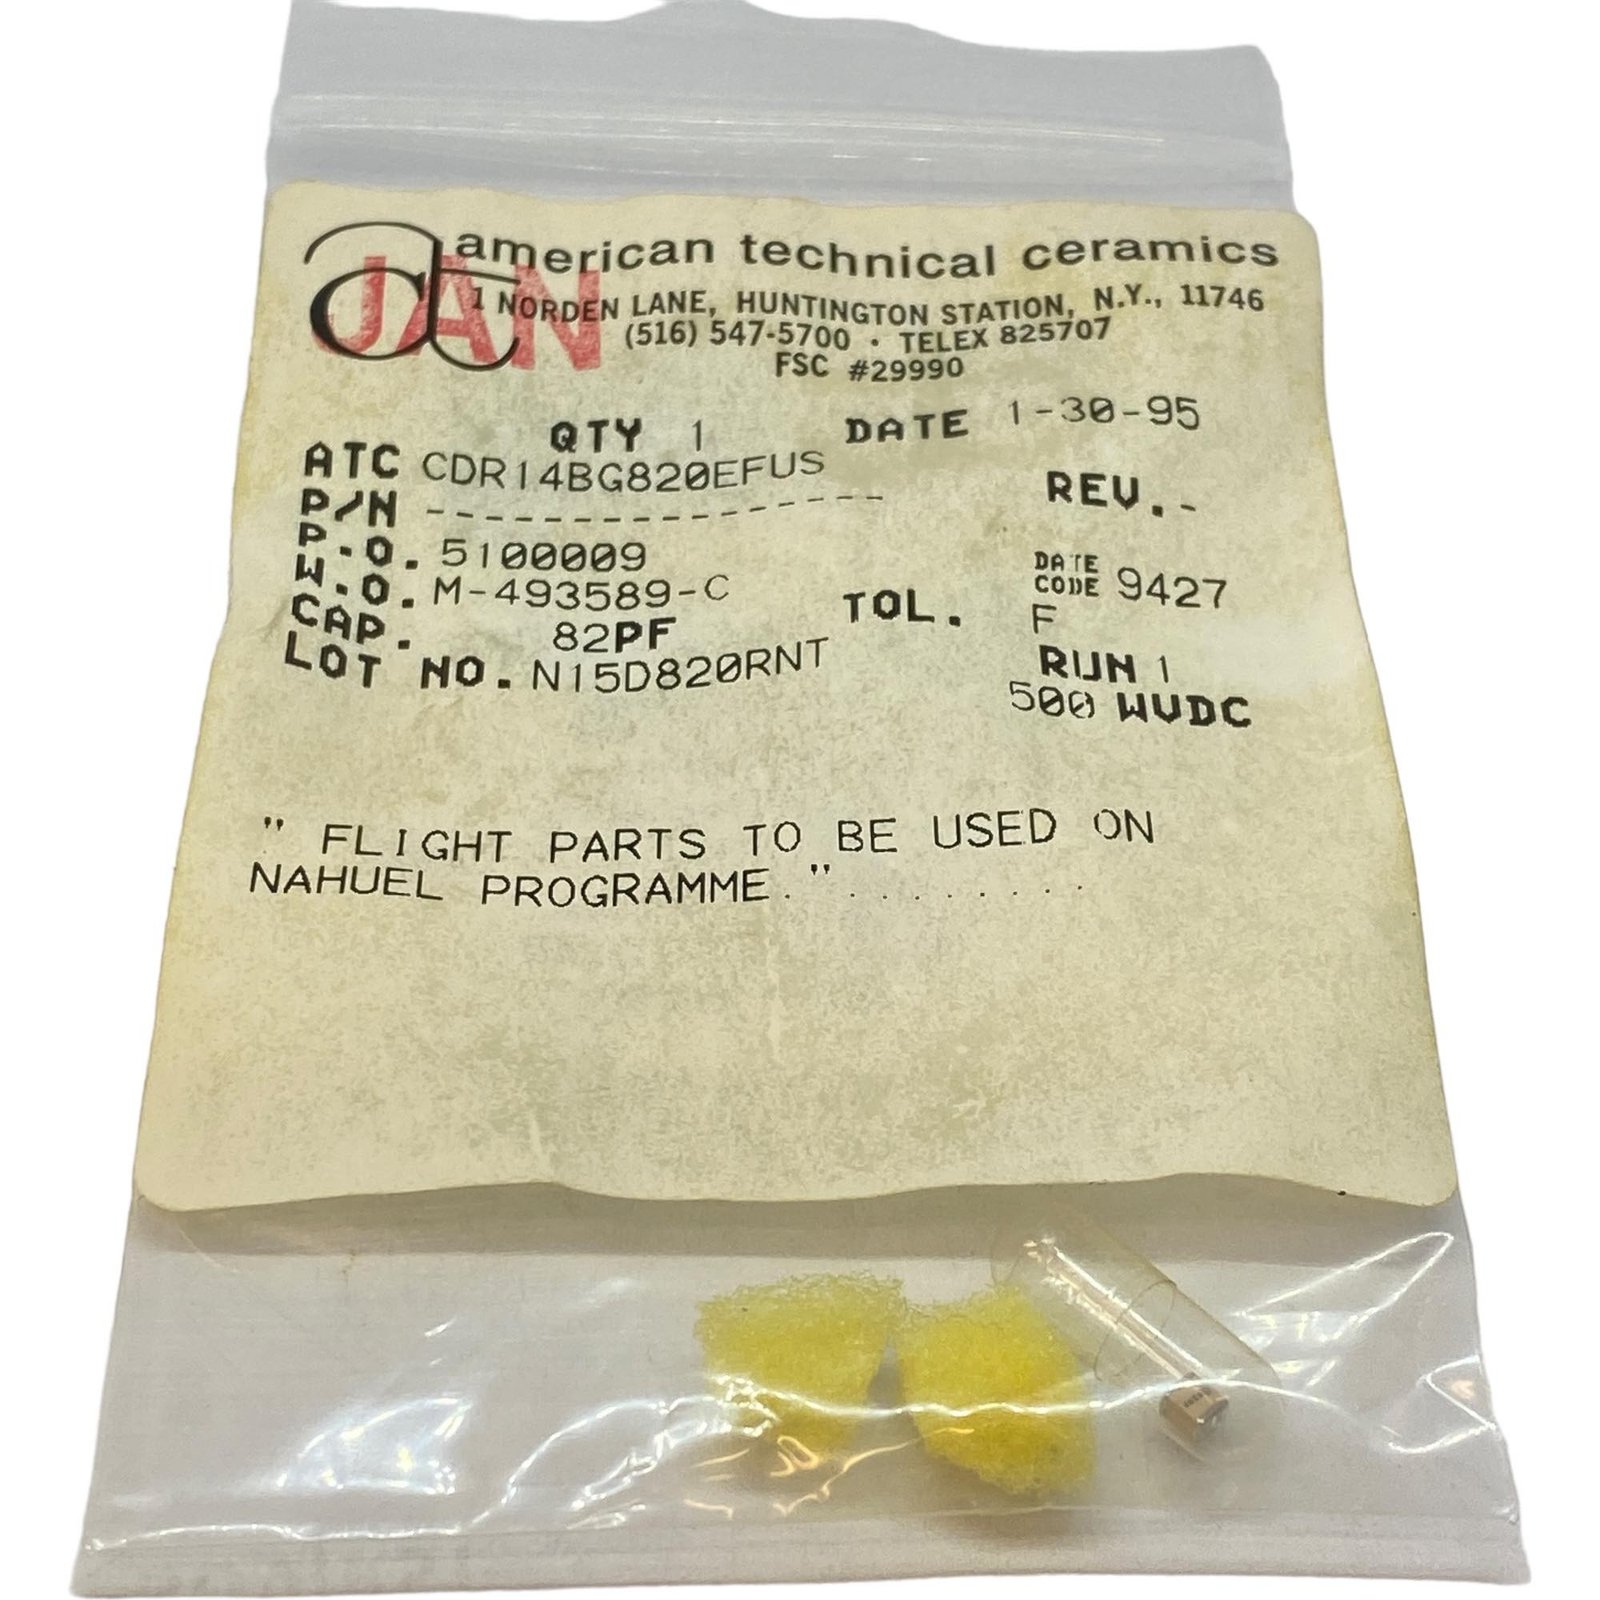 american technical ceramics
JAN
1 NORDEN LANE, HUNTINGTON STATION, N.Y., 11746
(516) 547-5700 · TELEX 825707
FSC #29990
QTY 1 DATE 1-30-95
ATC CDR14BG820EFUS
P/N ---------------- REV. -
P.O. 5100009 DATE CODE 9427
W.O. M-493589-C TOL. F
CAP. 82PF RUN 1
LOT NO. N15D820RNT 500 WVDC
" FLIGHT PARTS TO BE USED ON
NAHUEL PROGRAMME." . . . . . . . .